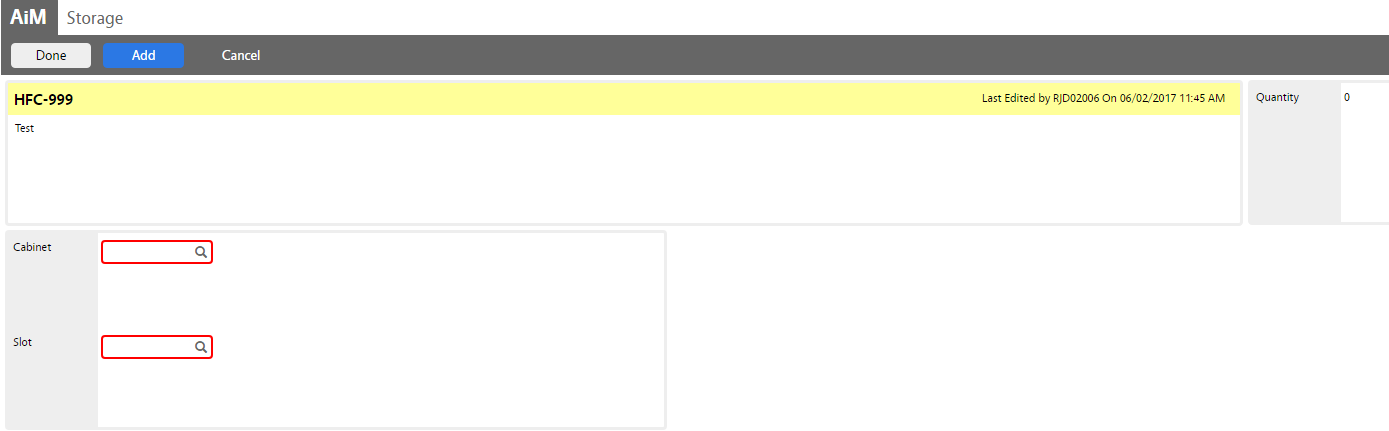 AiM Storage
Done Add Cancel
HFC-999 Last Edited by RJD02006 On 06/02/2017 11:45 AM
Test
Quantity 0
Cabinet
Slot